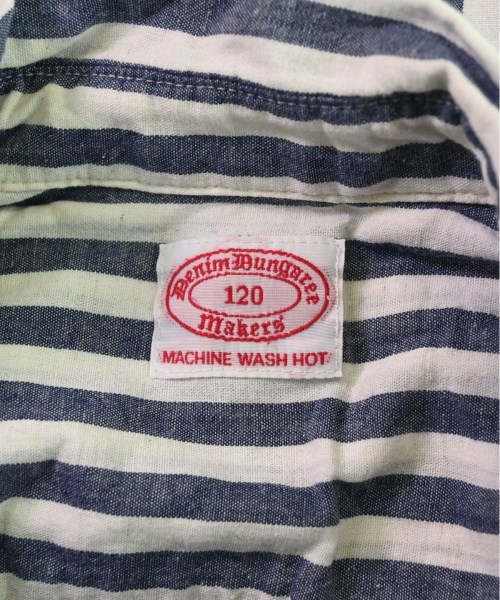 Denim Dungaree
120
Makers
MACHINE WASH HOT